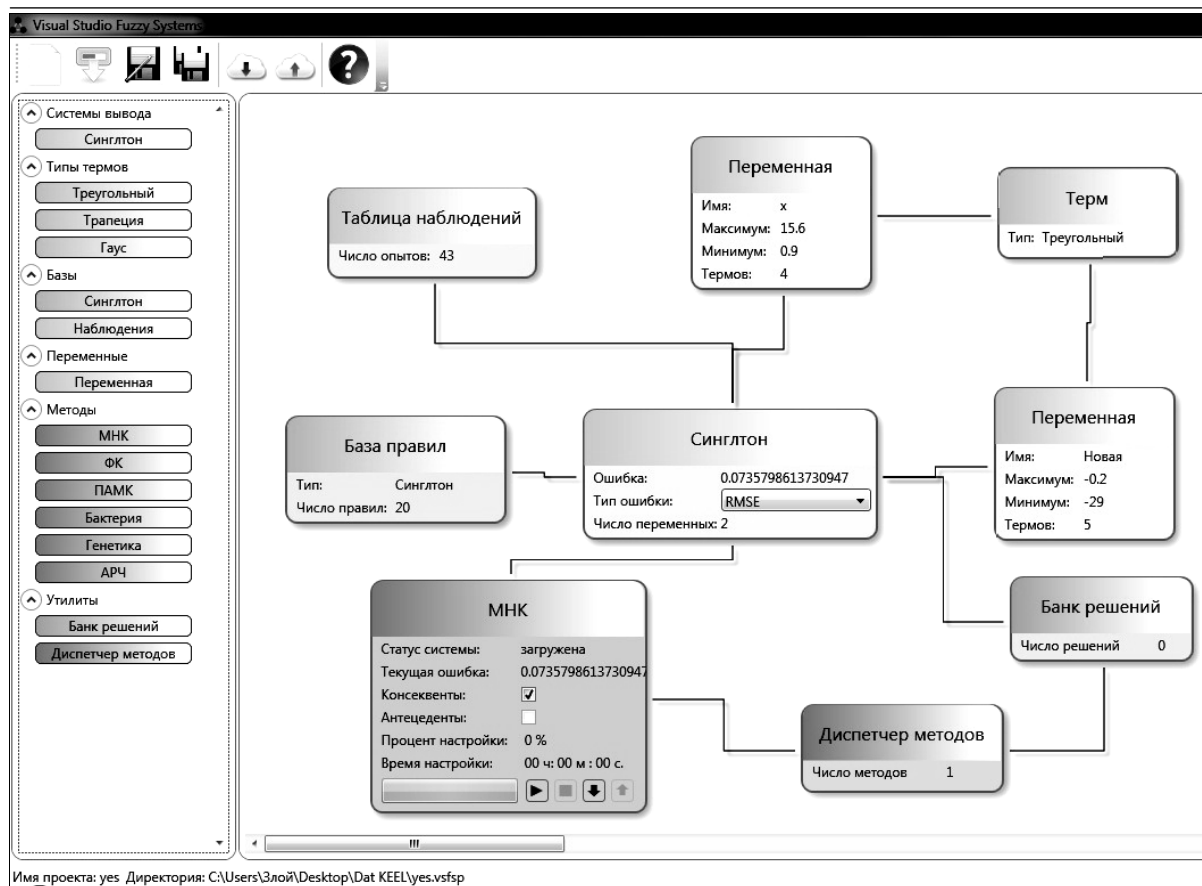 Visual Studio Fuzzy Systems
Системы вывода
Синглтон
Типы термов
Треугольный
Трапеция
Гаус
Базы
Синглтон
Наблюдения
Переменные
Переменная
Методы
МНК
ФК
ПАМК
Бактерия
Генетика
АРЧ
Утилиты
Банк решений
Диспетчер методов
Таблица наблюдений
Число опытов: 43
Переменная
Имя: x
Максимум: 15.6
Минимум: 0.9
Термов: 4
Терм
Тип: Треугольный
База правил
Тип: Синглтон
Число правил: 20
Синглтон
Ошибка: 0.0735798613730947
Тип ошибки: RMSE
Число переменных: 2
Переменная
Имя: Новая
Максимум: -0.2
Минимум: -29
Термов: 5
МНК
Статус системы: загружена
Текущая ошибка: 0.0735798613730947
Консеквенты:
Антецеденты:
Процент настройки: 0 %
Время настройки: 00 ч: 00 м : 00 с.
Банк решений
Число решений 0
Диспетчер методов
Число методов 1
Имя проекта: yes Директория: C:\Users\Злой\Desktop\Dat KEEL\yes.vsfsp